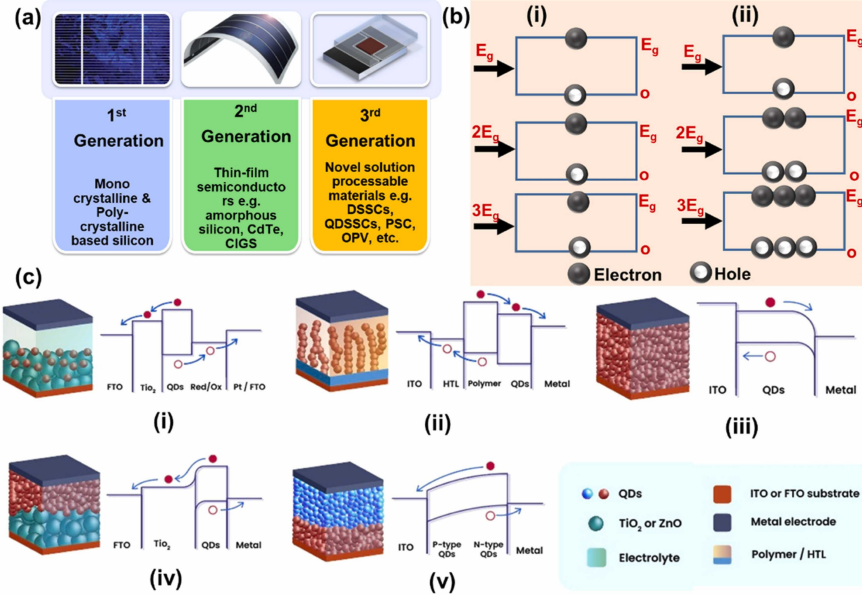 (a)
1st
Generation
Mono
crystalline &
Poly-
crystalline
based silicon
2nd
Generation
Thin-film
semiconducto
rs e.g.
amorphous
silicon, CdTe,
CIGS
3rd
Generation
Novel solution
processable
materials e.g.
DSSCs,
QDSSCs, PSC,
OPV, etc.
(b)
(i)
(ii)
Eg
Eg
o
2Eg
Eg
o
3Eg
Eg
o
Eg
Eg
o
2Eg
Eg
o
3Eg
Eg
o
Electron
Hole
(c)
FTO
Tio2
QDs
Red/Ox
Pt / FTO
(i)
ITO
HTL
Polymer
QDs
Metal
(ii)
ITO
QDs
Metal
(iii)
FTO
Tio2
QDs
Metal
(iv)
ITO
P-type
QDs
N-type
QDs
Metal
(v)
QDs
TiO2 or ZnO
Electrolyte
ITO or FTO substrate
Metal electrode
Polymer / HTL